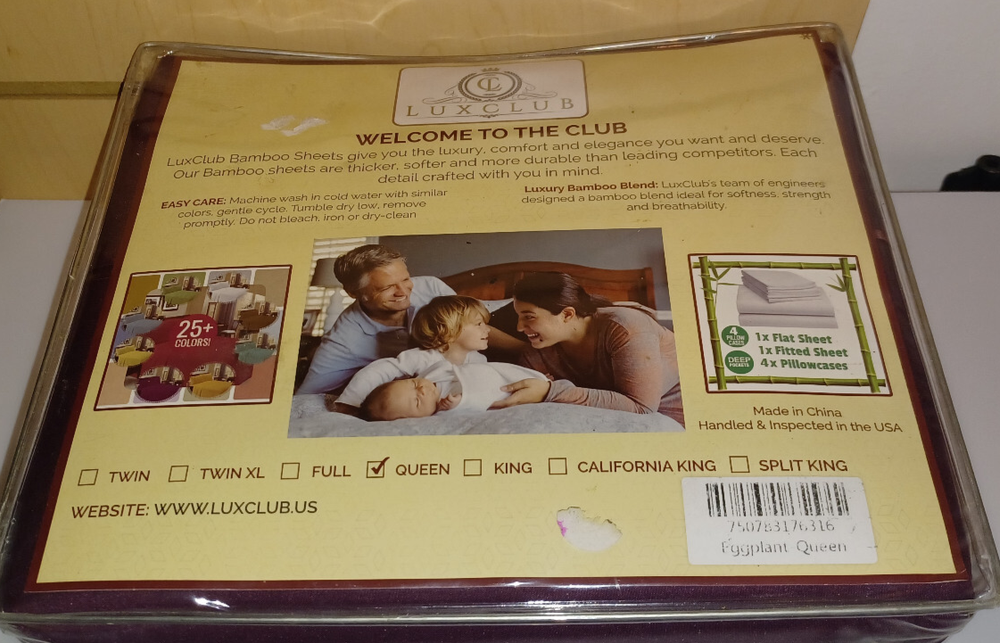 CL
LUXCLUB
WELCOME TO THE CLUB
LuxClub Bamboo Sheets give you the luxury, comfort and elegance you want and deserve.
Our Bamboo sheets are thicker, softer and more durable than leading competitors. Each
detail crafted with you in mind.
EASY CARE: Machine wash in cold water with similar
colors, gentle cycle. Tumble dry low, remove
promptly. Do not bleach, iron or dry-clean
Luxury Bamboo Blend: LuxClub's team of engineers
designed a bamboo blend ideal for softness, strength
and breathability.
25+
COLORS!
4
PILLOW
CASES
DEEP
POCKETS
1x Flat Sheet
1x Fitted Sheet
4x Pillowcases
Made in China
Handled & Inspected in the USA
TWIN TWIN XL FULL QUEEN KING CALIFORNIA KING SPLIT KING
WEBSITE: WWW.LUXCLUB.US
750783176316
Eggplant Queen